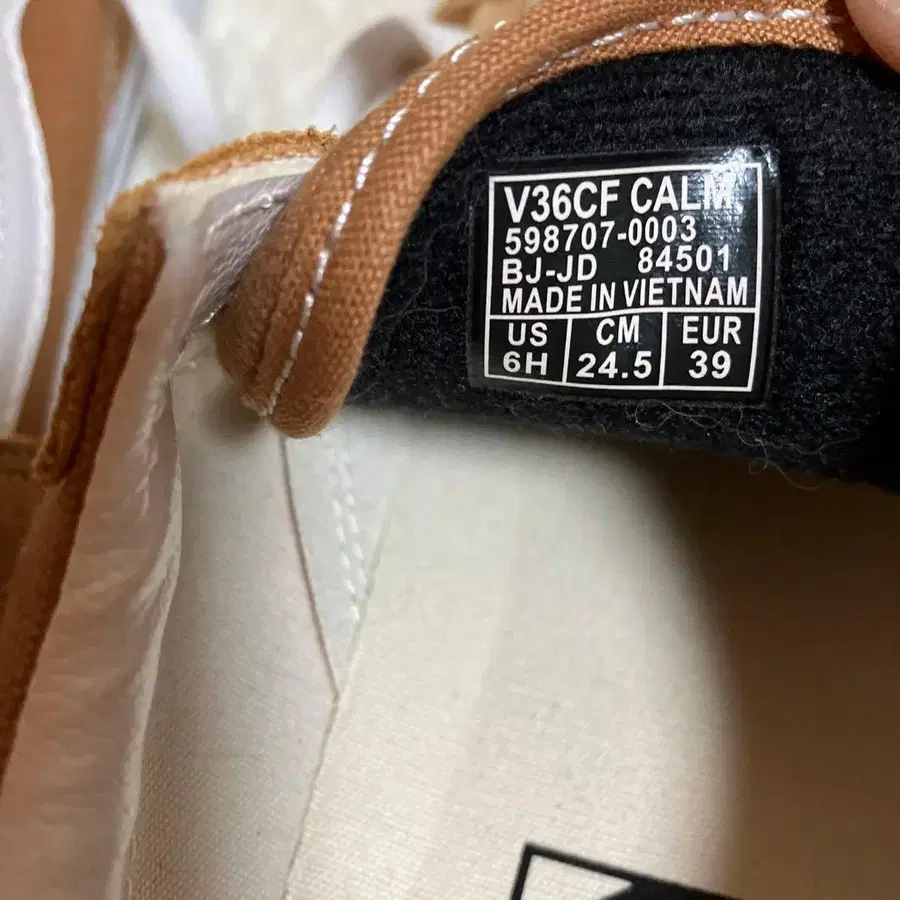 V36CF CALM
598707-0003
BJ-JD 84501
MADE IN VIETNAM
US CM EUR
6H 24.5 39